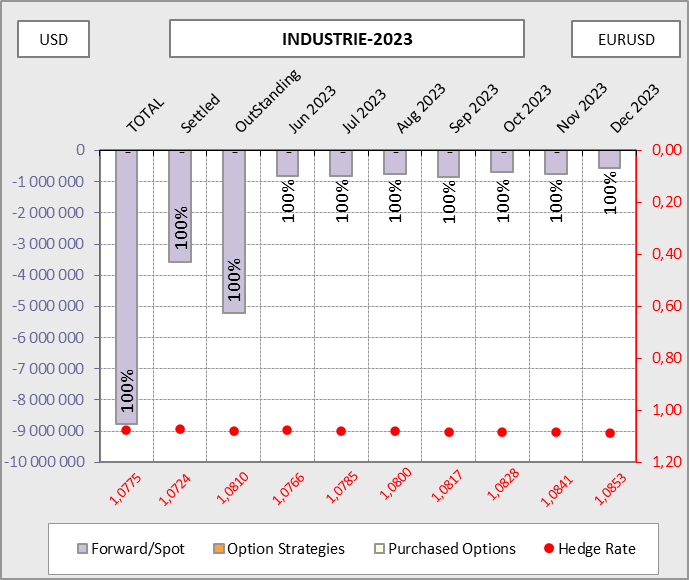 USD
INDUSTRIE-2023
EURUSD
TOTAL
Settled
OutStanding
Jun 2023
Jul 2023
Aug 2023
Sep 2023
Oct 2023
Nov 2023
Dec 2023
0
-1 000 000
-2 000 000
-3 000 000
-4 000 000
-5 000 000
-6 000 000
-7 000 000
-8 000 000
-9 000 000
-10 000 000
100%
100%
100%
100%
100%
100%
100%
100%
100%
100%
0,00
0,20
0,40
0,60
0,80
1,00
1,20
1,0775
1,0724
1,0810
1,0766
1,0785
1,0800
1,0817
1,0828
1,0841
1,0853
Forward/Spot
Option Strategies
Purchased Options
Hedge Rate